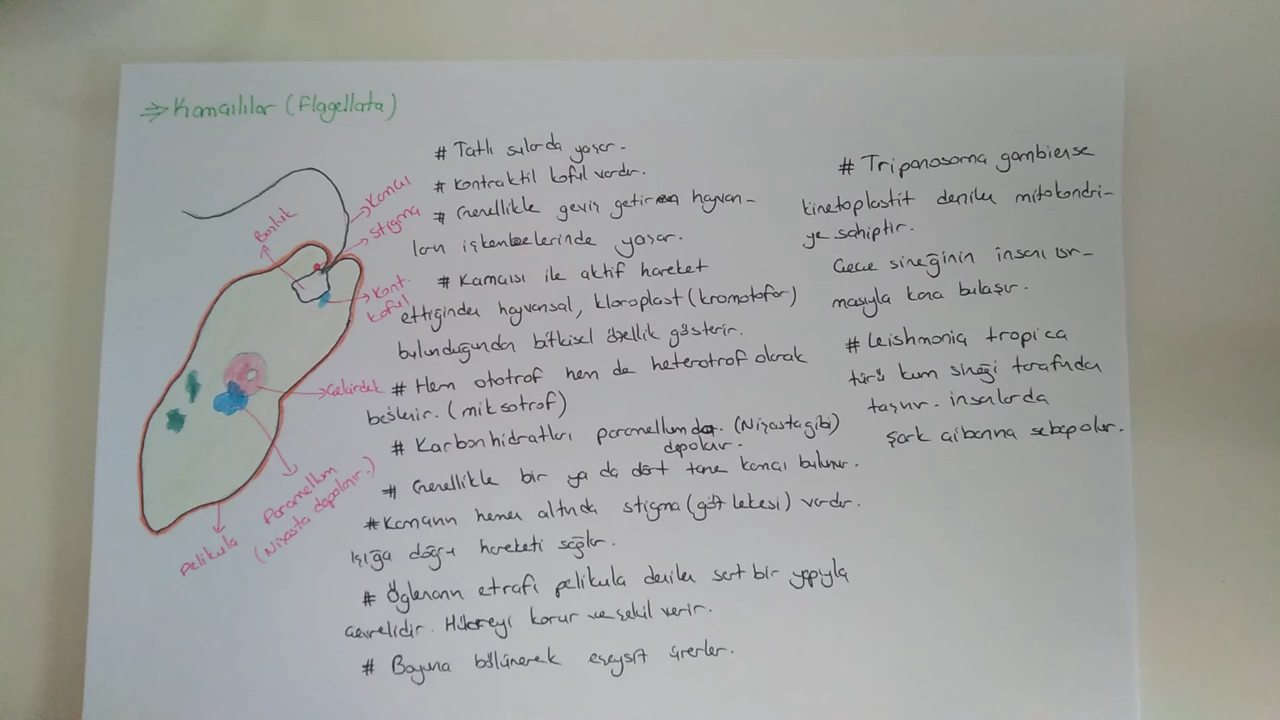 ⇒ Kamçılılar (Flagellata)
# Tatlı sularda yaşar.
# Kontraktil koful vardır.
# Genellikle geviş getiren hayvan-
ların işkembelerinde yaşar.
# Kamçısı ile aktif hareket
ettiğinden hayvansal, kloroplast (kromotofor)
bulunduğundan bitkisel özellik gösterir.
# Hem ototrof hem de heterotrof olarak
beslenir. (miksotrof)
# Karbonhidratları paramellumda. (Nişasta gibi)
depolar.
# Genellikle bir ya da dört tane kamçı bulunur.
# Kamçının hemen altında stigma (göz lekesi) vardır.
Işığa doğru hareketi sağlar.
# Öglenanın etrafı pelikula denilen sert bir yapıyla
çevrelidir. Hücreyi korur ve şekil verir.
# Boyuna bölünerek eşeysiz ürerler.
Kamçı
Stigma
Boşluk
Kont.
koful
Çekirdek
Paramellum
(Nişasta depolanır.)
Pelikula
# Tripanosoma gambiense
kinetoplastit denilen mitokondri-
ye sahiptir.
Çeçe sineğinin insanı ısır-
masıyla kana bulaşır.
# Leishmania tropica
türü kum sineği tarafından
taşınır. insanlarda
şark çıbanına sebep olur.